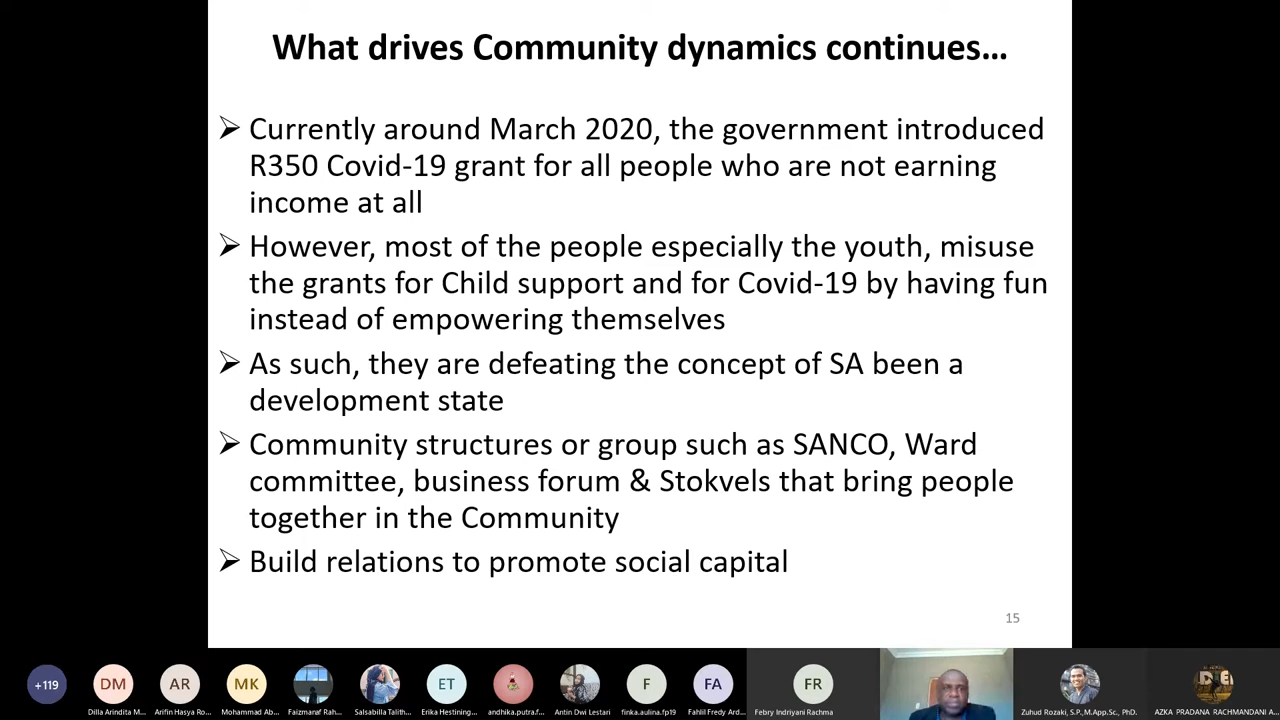 What drives Community dynamics continues...
Currently around March 2020, the government introduced
R350 Covid-19 grant for all people who are not earning
income at all
However, most of the people especially the youth, misuse
the grants for Child support and for Covid-19 by having fun
instead of empowering themselves
As such, they are defeating the concept of SA been a
development state
Community structures or group such as SANCO, Ward
committee, business forum & Stokvels that bring people
together in the Community
Build relations to promote social capital
15
+119
DM
AR
MK
ET
F
FA
FR
Dilla Arindita M...
Arifin Hasya Ro...
Mohammad Ab...
Faizmanaf Rah...
Salsabilla Talith...
Erika Hestining...
andhika.putra.f...
Antin Dwi Lestari
finka.aulina.fp19
Fahlil Fredy Ard...
Febry Indriyani Rachma
Zuhud Rozaki, S.P., M.App.Sc., PhD.
AZKA PRADANA RACHMANDANI A...